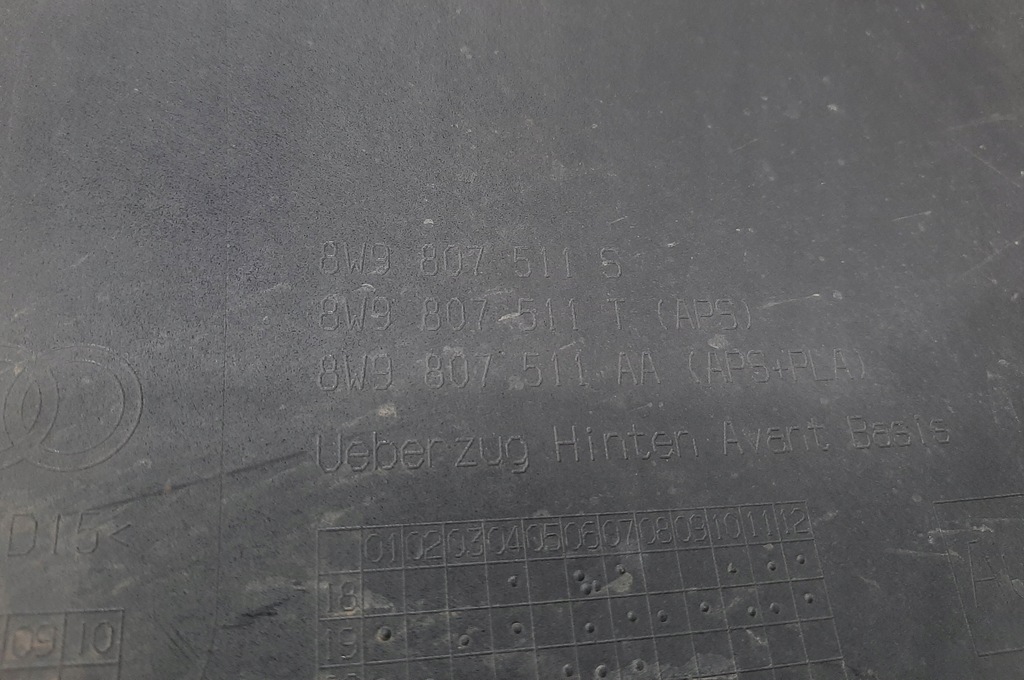 8W9 807 511 S
8W9 807 511 T (APS)
8W9 807 511 AA (APS+PLA)
Ueberzug Hinten Avant Basis
D15<
01 02 03 04 05 06 07 08 09 10 11 12
18
19
09 10